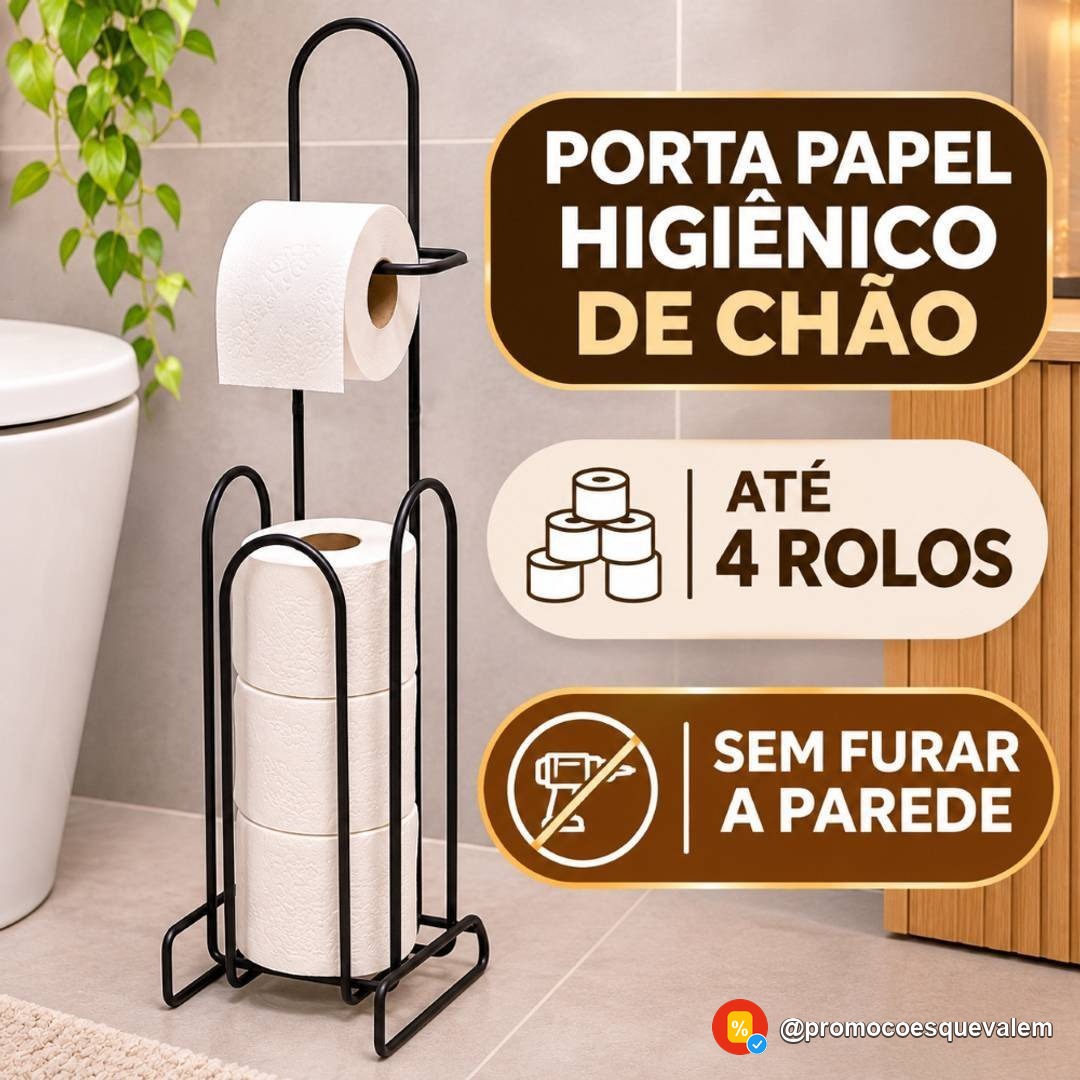 PORTA PAPEL
HIGIÊNICO
DE CHÃO
ATÉ
4 ROLOS
SEM FURAR
A PAREDE
%
@promocoesquevalem